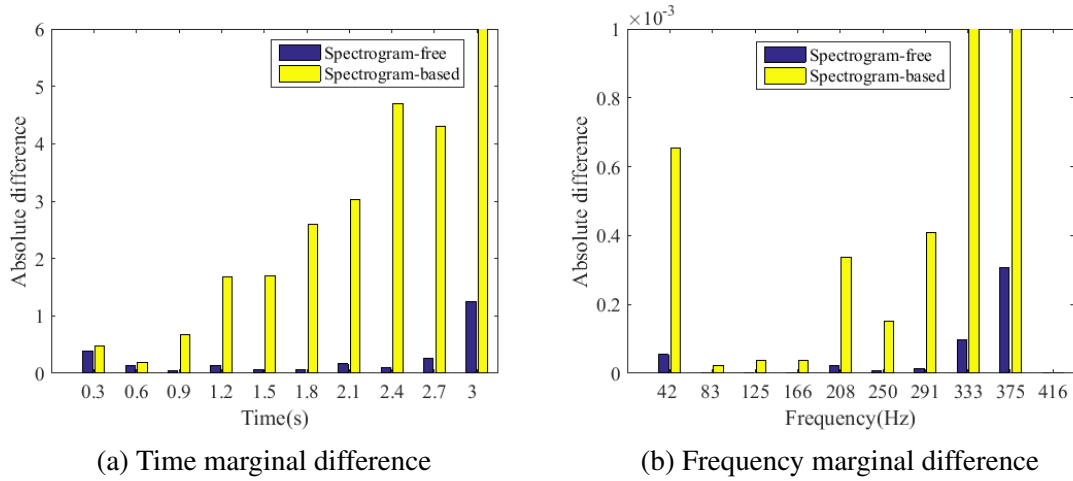 6
5
4
3
2
1
0
Absolute difference
Spectrogram-free
Spectrogram-based
0.3 0.6 0.9 1.2 1.5 1.8 2.1 2.4 2.7 3
Time(s)
(a) Time marginal difference
×10-3
1
0.8
0.6
0.4
0.2
0
Absolute difference
Spectrogram-free
Spectrogram-based
42 83 125 166 208 250 291 333 375 416
Frequency(Hz)
(b) Frequency marginal difference